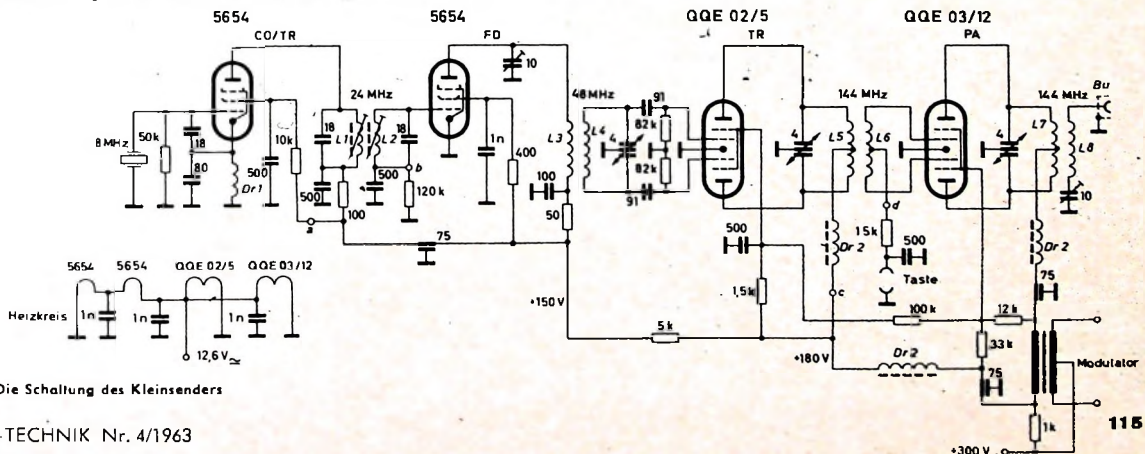 5654
CO/TR
5654
FD
QQE 02/5
TR
QQE 03/12
PA
8 MHz
50k
18
80
Dr1
500
10k
a
24 MHz
18
L1
L2
18
500
500
b
100
120k
10
1n
400
75
L3
100
50
48 MHz
L4
4
91
82k
82k
91
500
1,5k
4
144 MHz
L5
L6
Dr 2
c
d
15k
500
Taste
4
144 MHz
L7
L8
Bu
10
Dr 2
75
100k
12k
33k
75
Modulator
1k
+300 V
+150 V
5k
+180 V
Dr2
5654
5654
QQE 02/5
QQE 03/12
Heizkreis
1n
1n
1n
12,6V
Die Schaltung des Kleinsenders
-TECHNIK Nr. 4/1963
115